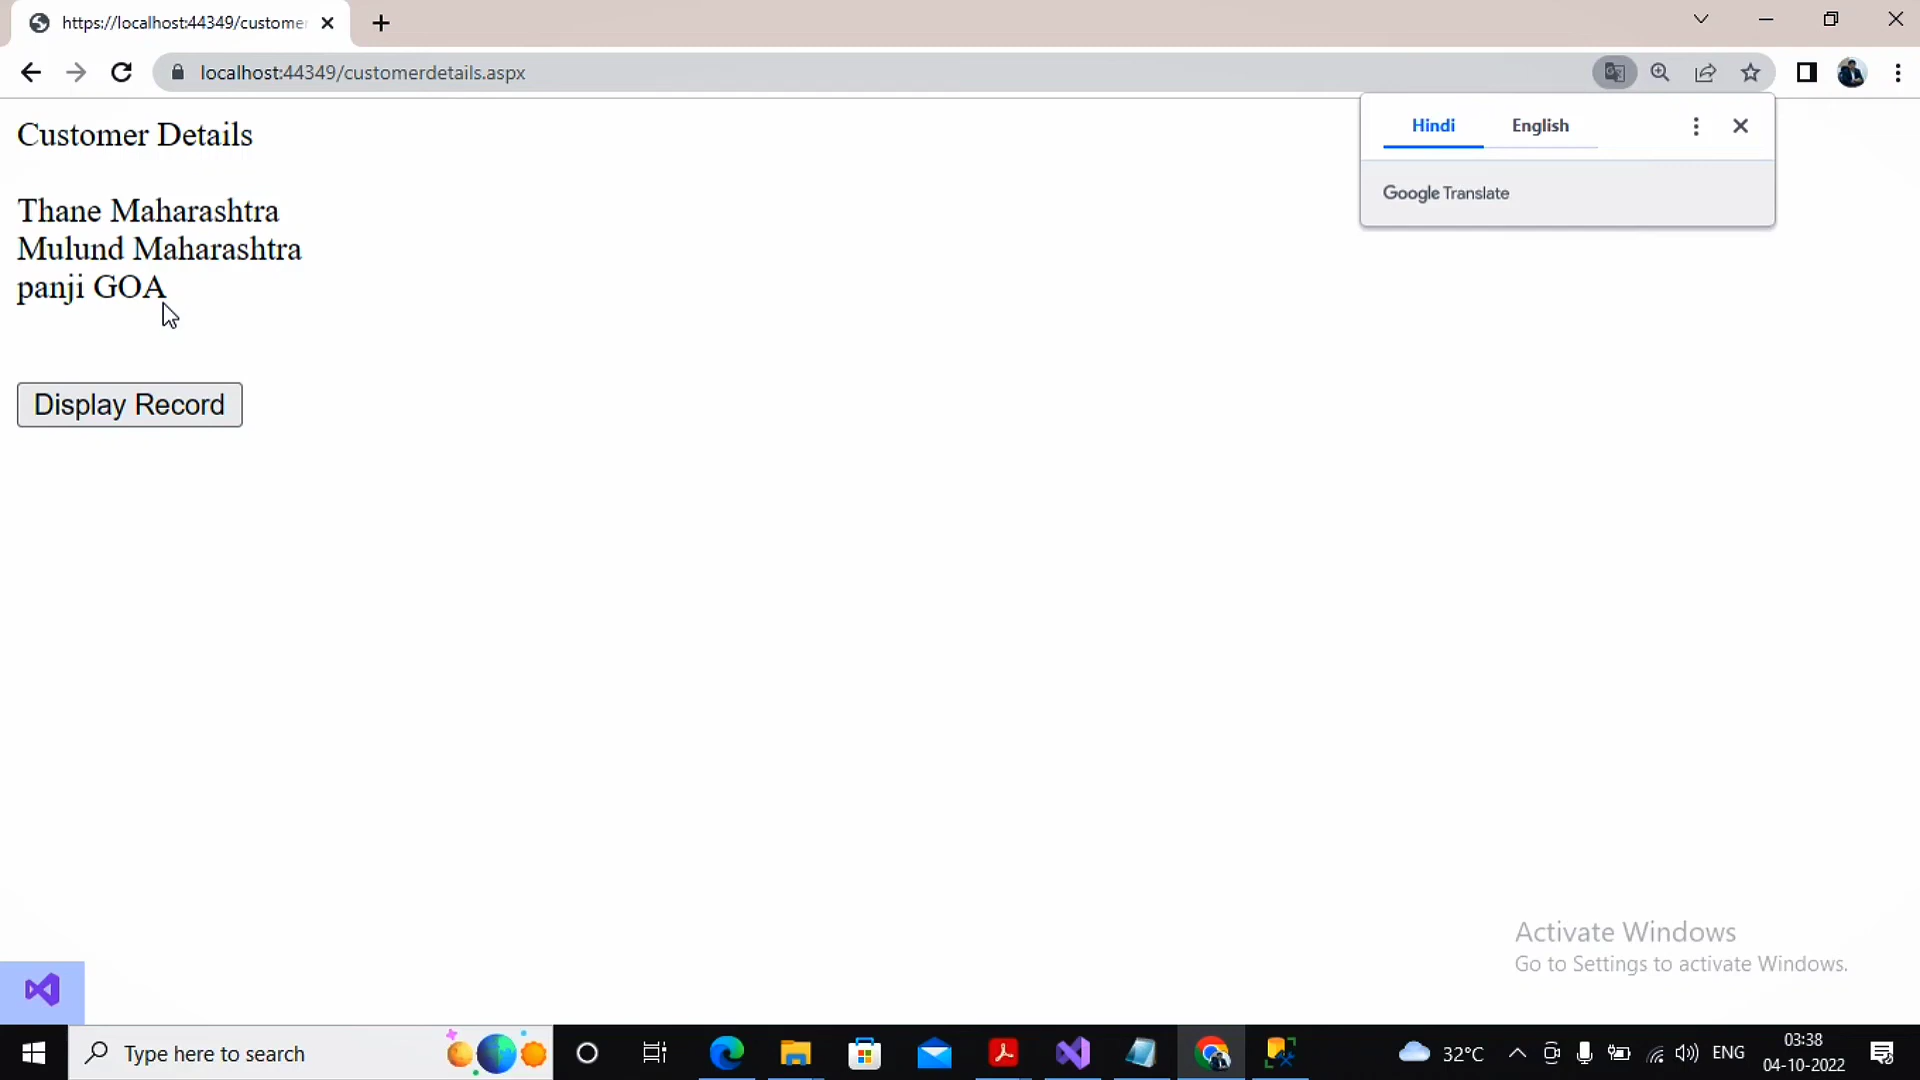 https://localhost:44349/custome
localhost:44349/customerdetails.aspx
Hindi English
Google Translate
Customer Details
Thane Maharashtra
Mulund Maharashtra
panji GOA
Display Record
Activate Windows
Go to Settings to activate Windows.
Type here to search
32°C
ENG
03:38
04-10-2022